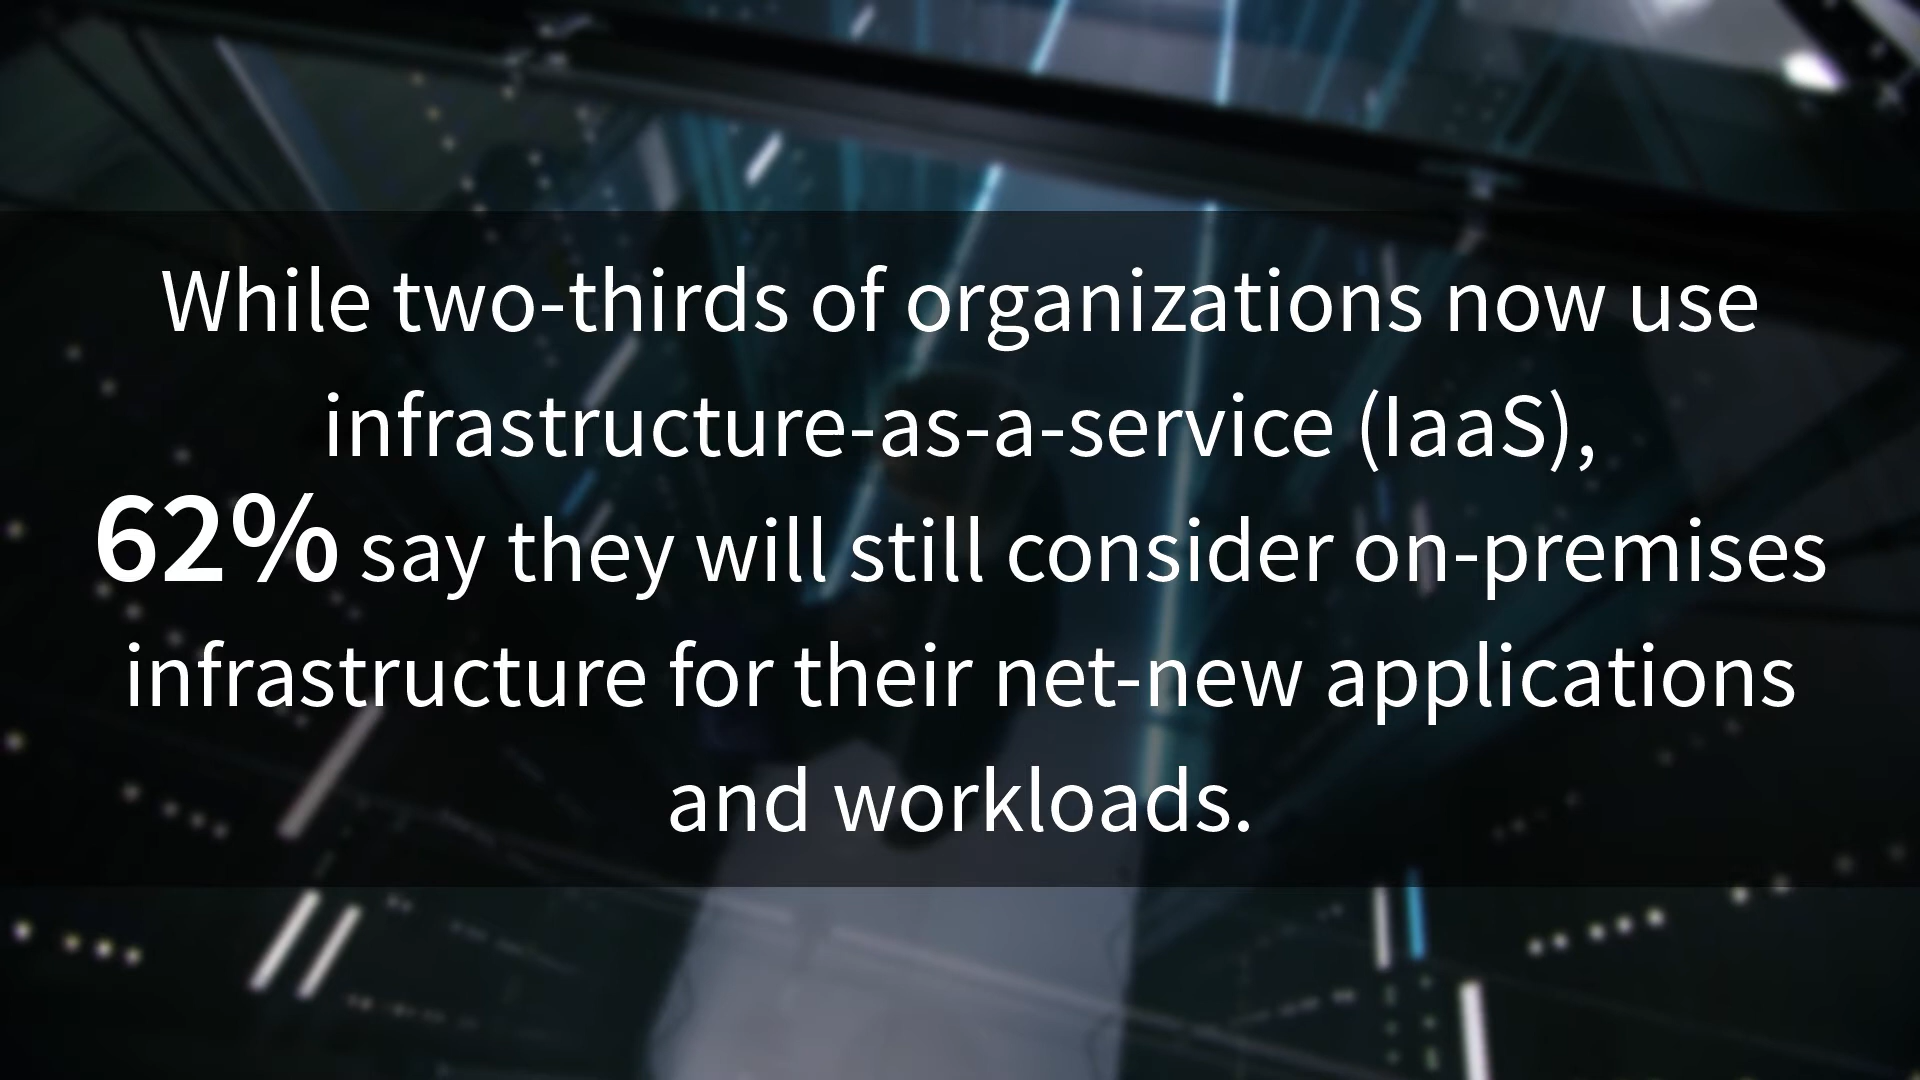 While two-thirds of organizations now use
infrastructure-as-a-service (IaaS),
62% say they will still consider on-premises
infrastructure for their net-new applications
and workloads.